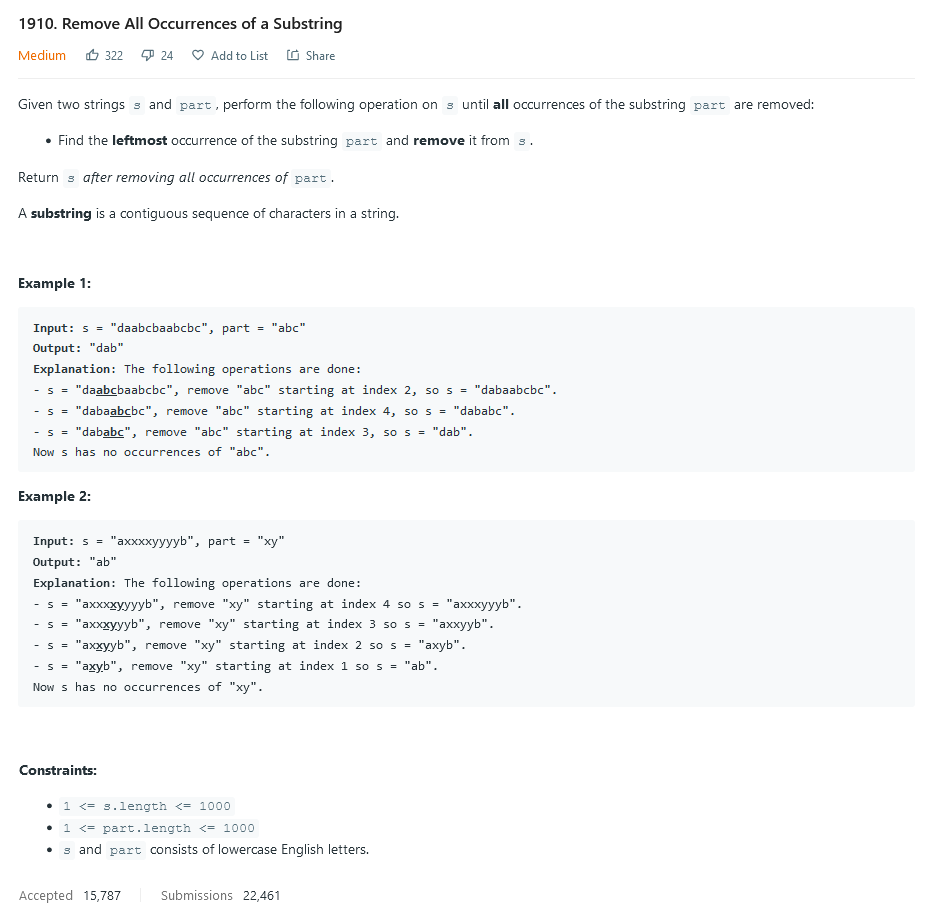 1910. Remove All Occurrences of a Substring
Medium 322 24 Add to List Share
Given two strings s and part, perform the following operation on s until all occurrences of the substring part are removed:
• Find the leftmost occurrence of the substring part and remove it from s.
Return s after removing all occurrences of part.
A substring is a contiguous sequence of characters in a string.
Example 1:
Input: s = "daabcbaabcbc", part = "abc"
Output: "dab"
Explanation: The following operations are done:
- s = "daabcbaabcbc", remove "abc" starting at index 2, so s = "dabaabcbc".
- s = "dabaabcbc", remove "abc" starting at index 4, so s = "dababc".
- s = "dababc", remove "abc" starting at index 3, so s = "dab".
Now s has no occurrences of "abc".
Example 2:
Input: s = "axxxxyyyyb", part = "xy"
Output: "ab"
Explanation: The following operations are done:
- s = "axxxxyyyyb", remove "xy" starting at index 4 so s = "axxxyyyb".
- s = "axxxyyyb", remove "xy" starting at index 3 so s = "axxyyb".
- s = "axxyyb", remove "xy" starting at index 2 so s = "axyb".
- s = "axyb", remove "xy" starting at index 1 so s = "ab".
Now s has no occurrences of "xy".
Constraints:
• 1 <= s.length <= 1000
• 1 <= part.length <= 1000
• s and part consists of lowercase English letters.
Accepted 15,787 Submissions 22,461